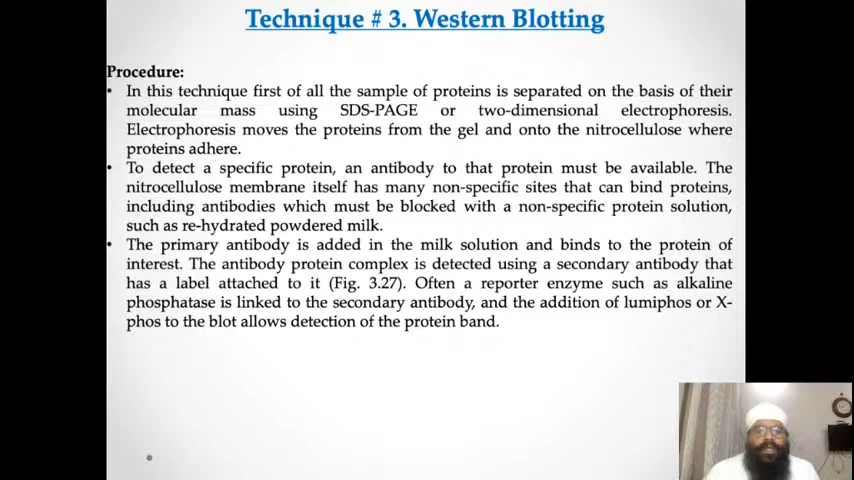 Technique # 3. Western Blotting
Procedure:
• In this technique first of all the sample of proteins is separated on the basis of their
molecular mass using SDS-PAGE or two-dimensional electrophoresis.
Electrophoresis moves the proteins from the gel and onto the nitrocellulose where
proteins adhere.
• To detect a specific protein, an antibody to that protein must be available. The
nitrocellulose membrane itself has many non-specific sites that can bind proteins,
including antibodies which must be blocked with a non-specific protein solution,
such as re-hydrated powdered milk.
• The primary antibody is added in the milk solution and binds to the protein of
interest. The antibody protein complex is detected using a secondary antibody that
has a label attached to it (Fig. 3.27). Often a reporter enzyme such as alkaline
phosphatase is linked to the secondary antibody, and the addition of lumiphos or X-
phos to the blot allows detection of the protein band.